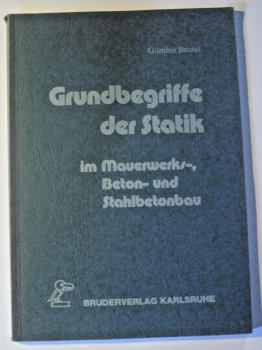 Günther Beutel
Grundbegriffe
der Statik
im Mauerwerks-,
Beton- und
Stahlbetonbau
BRUDERVERLAG KARLSRUHE